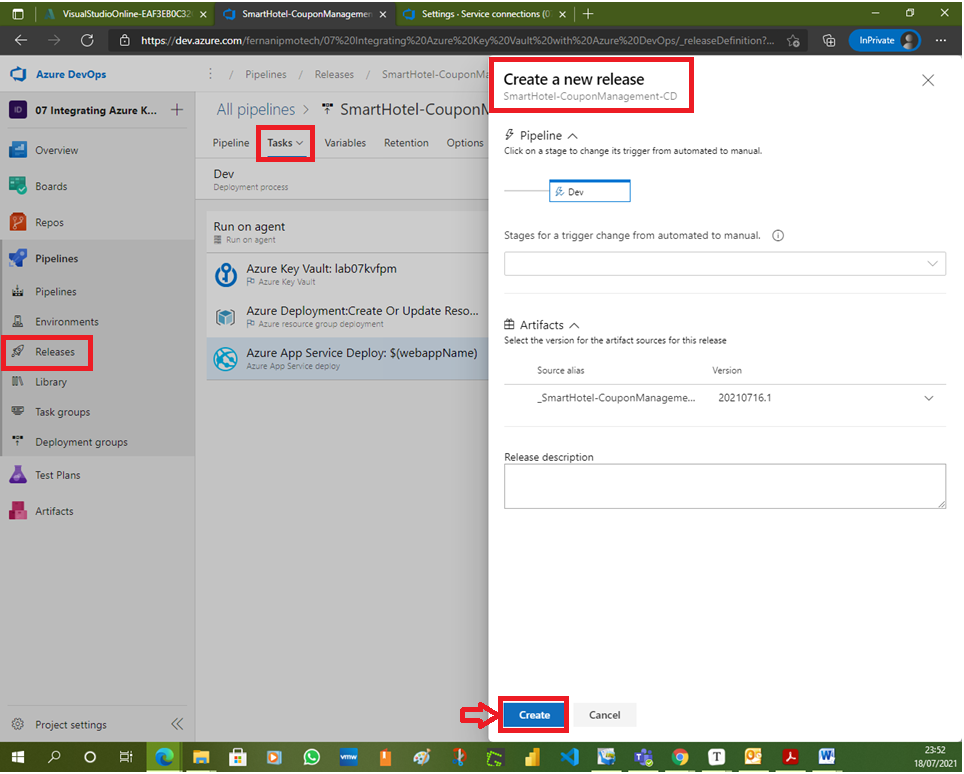 VisualStudioOnline-EAF3EB0C32
SmartHotel-CouponManagemen
Settings · Service connections (07
https://dev.azure.com/fernanipmotech/07%20Integrating%20Azure%20Key%20Vault%20with%20Azure%20DevOps/_releaseDefinition?...
InPrivate
Azure DevOps
/ Pipelines / Releases / SmartHotel-CouponMa
ID 07 Integrating Azure K...
All pipelines > SmartHotel-CouponM
Pipeline Tasks Variables Retention Options
Overview
Boards
Repos
Pipelines
Pipelines
Environments
Releases
Library
Task groups
Deployment groups
Test Plans
Artifacts
Project settings
Dev
Deployment process
Run on agent
Run on agent
Azure Key Vault: lab07kvfpm
Azure Key Vault
Azure Deployment:Create Or Update Reso...
Azure resource group deployment
Azure App Service Deploy: $(webappName)
Azure App Service deploy
Create a new release
SmartHotel-CouponManagement-CD
Pipeline
Click on a stage to change its trigger from automated to manual.
Dev
Stages for a trigger change from automated to manual.
Artifacts
Select the version for the artifact sources for this release
Source alias Version
_SmartHotel-CouponManageme... 20210716.1
Release description
Create Cancel
vmw
T
W
23:52
18/07/2021